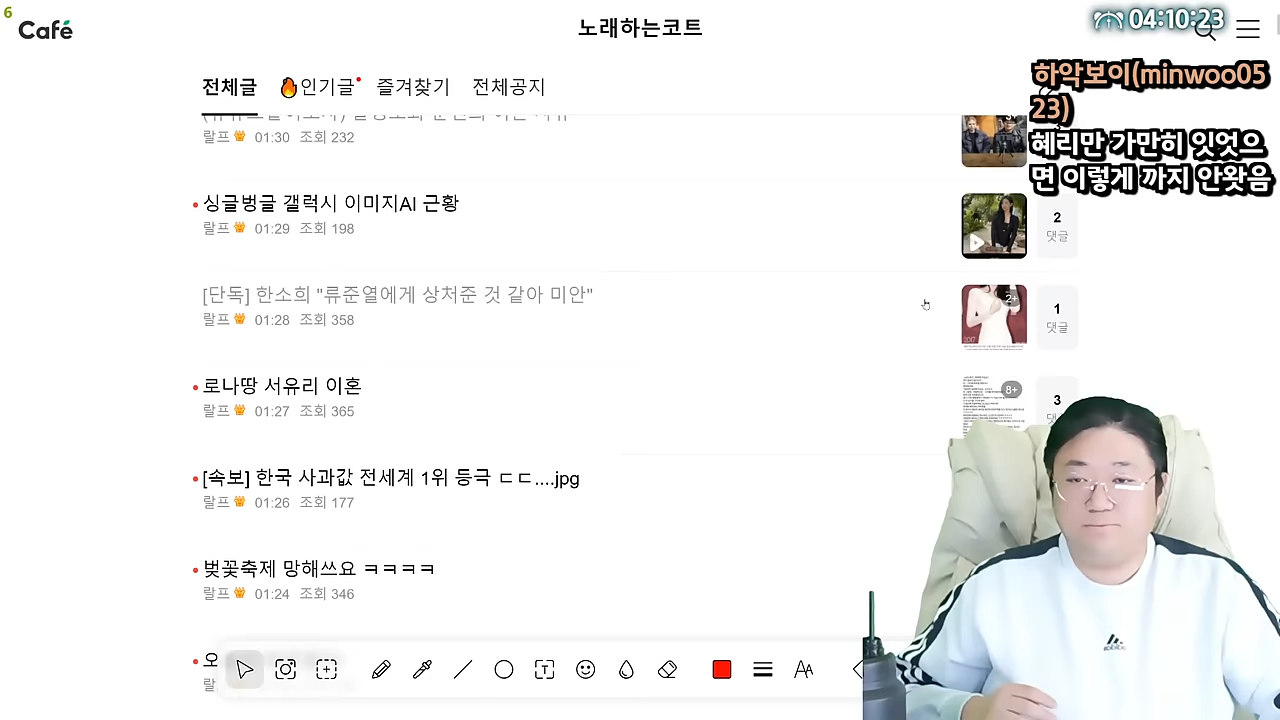 6
Café
노래하는코트
04:10:23
전체글 인기글 즐겨찾기 전체공지
하악보이(minwoo05
23)
혜리만 가만히 잇엇으
면 이렇게 까지 안왓음
랄프 01:30 조회 232
싱글벙글 갤럭시 이미지AI 근황
랄프 01:29 조회 198
2
댓글
[단독] 한소희 "류준열에게 상처준 것 같아 미안"
랄프 01:28 조회 358
2+
1
댓글
로나땅 서유리 이혼
랄프 01:26 조회 365
8+
3
[속보] 한국 사과값 전세계 1위 등극 ㄷㄷ....jpg
랄프 01:26 조회 177
벚꽃축제 망해쓰요 ㅋㅋㅋㅋ
랄프 01:24 조회 346
오
랄